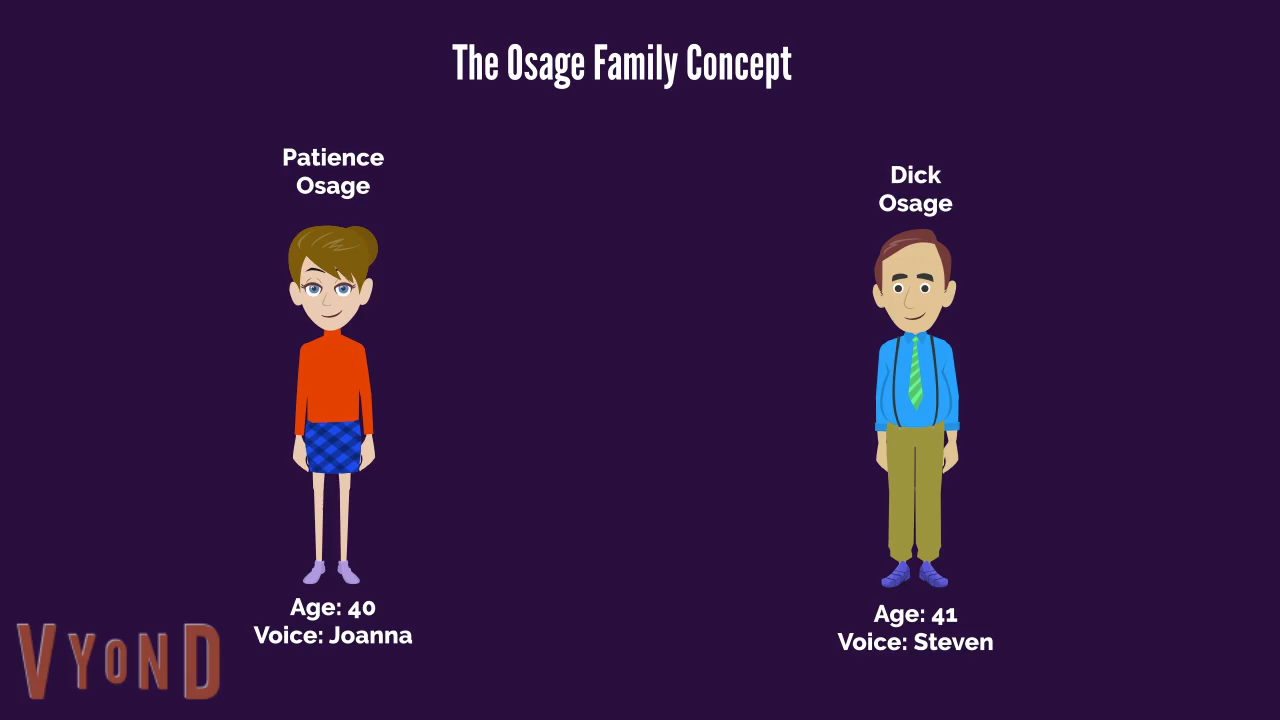 The Osage Family Concept
Patience
Osage
Dick
Osage
Age: 40
Voice: Joanna
Age: 41
Voice: Steven
VYOND